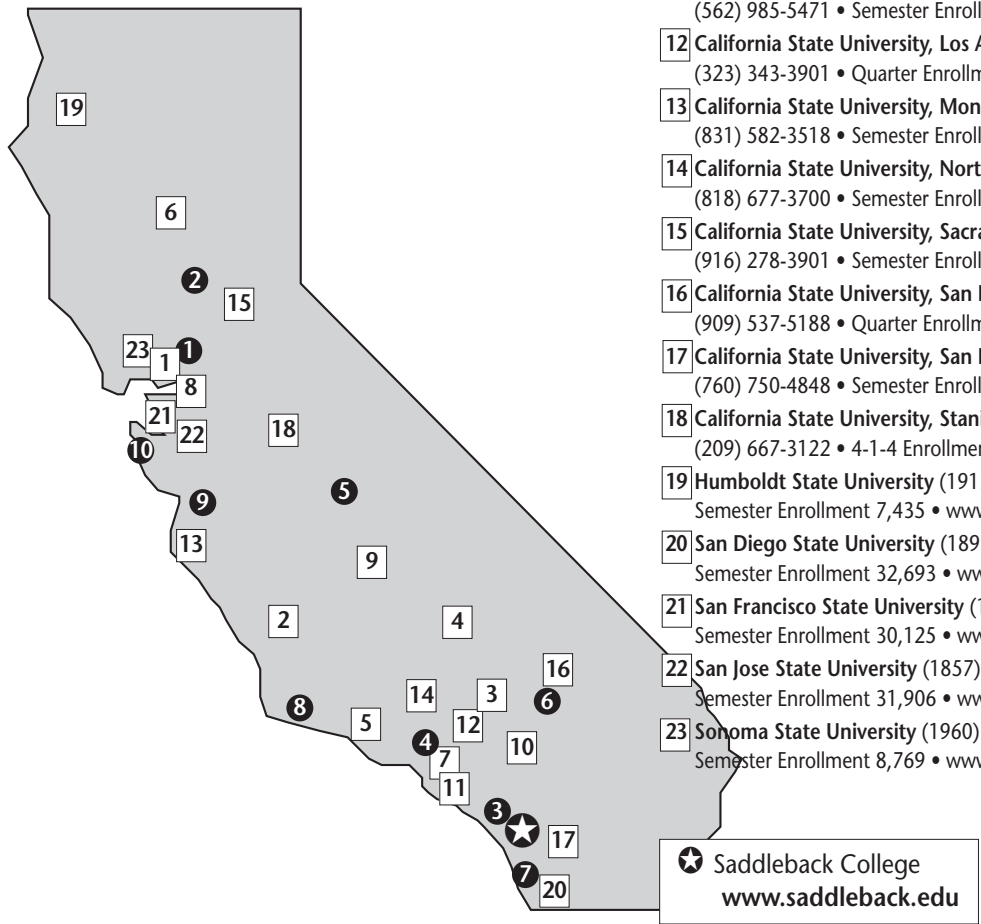 (562) 985-5471 • Semester Enroll
12 California State University, Los A
(323) 343-3901 • Quarter Enrollm
13 California State University, Mon
(831) 582-3518 • Semester Enroll
14 California State University, Nort
(818) 677-3700 • Semester Enroll
15 California State University, Sacra
(916) 278-3901 • Semester Enroll
16 California State University, San
(909) 537-5188 • Quarter Enrollm
17 California State University, San
(760) 750-4848 • Semester Enroll
18 California State University, Stani
(209) 667-3122 • 4-1-4 Enrollmen
19 Humboldt State University (191
Semester Enrollment 7,435 • www
20 San Diego State University (189
Semester Enrollment 32,693 • ww
21 San Francisco State University (1
Semester Enrollment 30,125 • ww
22 San Jose State University (1857)
Semester Enrollment 31,906 • ww
23 Sonoma State University (1960)
Semester Enrollment 8,769 • www
19
6
2
15
23
1
1
8
21
22
18
10
5
9
13
9
2
4
16
14
3
6
8
5
12
4
10
7
11
3
17
7
20
Saddleback College
www.saddleback.edu